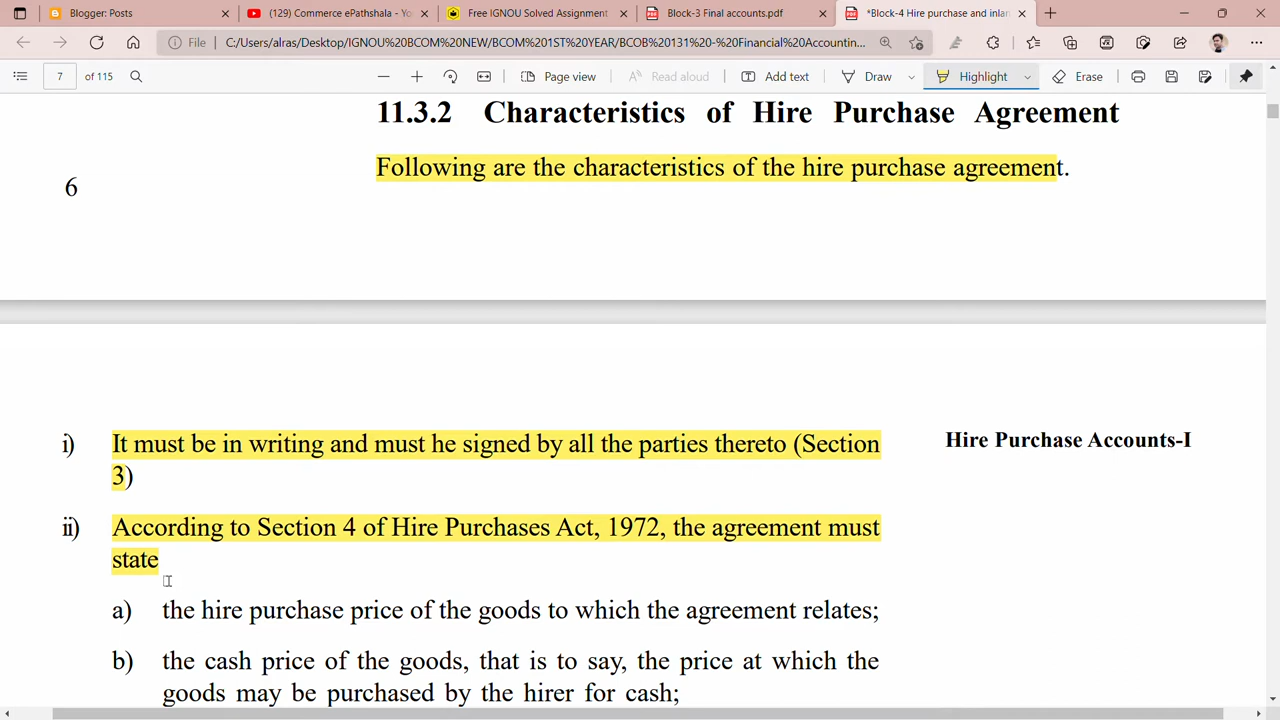 Blogger: Posts
(129) Commerce ePathshala - Yo
Free IGNOU Solved Assignment
Block-3 Final accounts.pdf
*Block-4 Hire purchase and inlan
File C:/Users/alras/Desktop/IGNOU%20BCOM%20NEW/BCOM%201ST%20YEAR/BCOB%20131%20-%20Financial%20Accountin...
7 of 115 Page view Read aloud Add text Draw Highlight Erase
11.3.2 Characteristics of Hire Purchase Agreement
Following are the characteristics of the hire purchase agreement.
6
i) It must be in writing and must he signed by all the parties thereto (Section
3)
Hire Purchase Accounts-I
ii) According to Section 4 of Hire Purchases Act, 1972, the agreement must
state
a) the hire purchase price of the goods to which the agreement relates;
b) the cash price of the goods, that is to say, the price at which the
goods may be purchased by the hirer for cash;